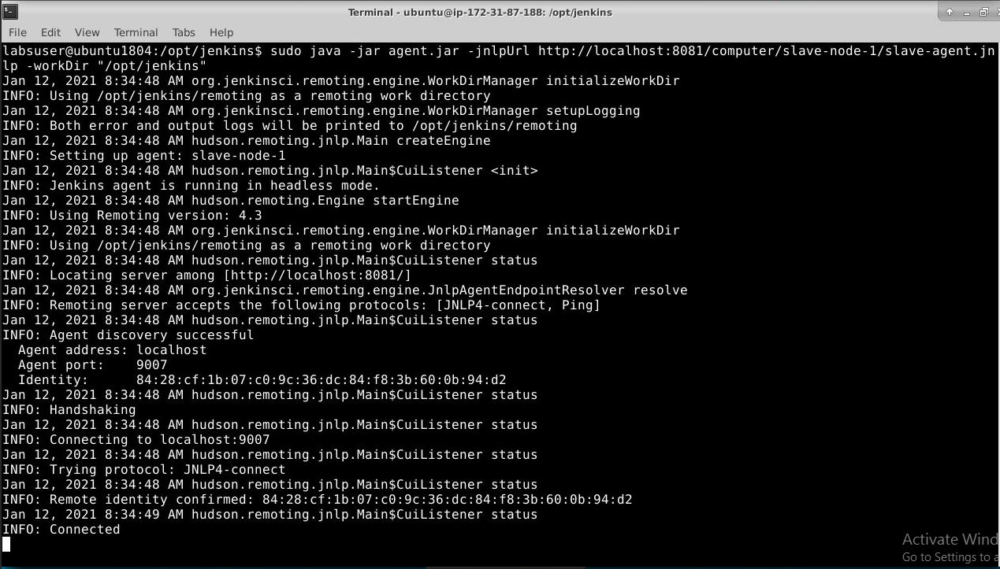 Terminal - ubuntu@ip-172-31-87-188: /opt/jenkins
File Edit View Terminal Tabs Help
labsuser@ubuntu1804:/opt/jenkins$ sudo java -jar agent.jar -jnlpUrl http://localhost:8081/computer/slave-node-1/slave-agent.jn
lp -workDir "/opt/jenkins"
Jan 12, 2021 8:34:48 AM org.jenkinsci.remoting.engine.WorkDirManager initializeWorkDir
INFO: Using /opt/jenkins/remoting as a remoting work directory
Jan 12, 2021 8:34:48 AM org.jenkinsci.remoting.engine.WorkDirManager setupLogging
INFO: Both error and output logs will be printed to /opt/jenkins/remoting
Jan 12, 2021 8:34:48 AM hudson.remoting.jnlp.Main createEngine
INFO: Setting up agent: slave-node-1
Jan 12, 2021 8:34:48 AM hudson.remoting.jnlp.Main$CuiListener <init>
INFO: Jenkins agent is running in headless mode.
Jan 12, 2021 8:34:48 AM hudson.remoting.Engine startEngine
INFO: Using Remoting version: 4.3
Jan 12, 2021 8:34:48 AM org.jenkinsci.remoting.engine.WorkDirManager initializeWorkDir
INFO: Using /opt/jenkins/remoting as a remoting work directory
Jan 12, 2021 8:34:48 AM hudson.remoting.jnlp.Main$CuiListener status
INFO: Locating server among [http://localhost:8081/]
Jan 12, 2021 8:34:48 AM org.jenkinsci.remoting.engine.JnlpAgentEndpointResolver resolve
INFO: Remoting server accepts the following protocols: [JNLP4-connect, Ping]
Jan 12, 2021 8:34:48 AM hudson.remoting.jnlp.Main$CuiListener status
INFO: Agent discovery successful
Agent address: localhost
Agent port: 9007
Identity: 84:28:cf:1b:07:c0:9c:36:dc:84:f8:3b:60:0b:94:d2
Jan 12, 2021 8:34:48 AM hudson.remoting.jnlp.Main$CuiListener status
INFO: Handshaking
Jan 12, 2021 8:34:48 AM hudson.remoting.jnlp.Main$CuiListener status
INFO: Connecting to localhost:9007
Jan 12, 2021 8:34:48 AM hudson.remoting.jnlp.Main$CuiListener status
INFO: Trying protocol: JNLP4-connect
Jan 12, 2021 8:34:48 AM hudson.remoting.jnlp.Main$CuiListener status
INFO: Remote identity confirmed: 84:28:cf:1b:07:c0:9c:36:dc:84:f8:3b:60:0b:94:d2
Jan 12, 2021 8:34:49 AM hudson.remoting.jnlp.Main$CuiListener status
INFO: Connected
Activate Wind
Go to Settings to a